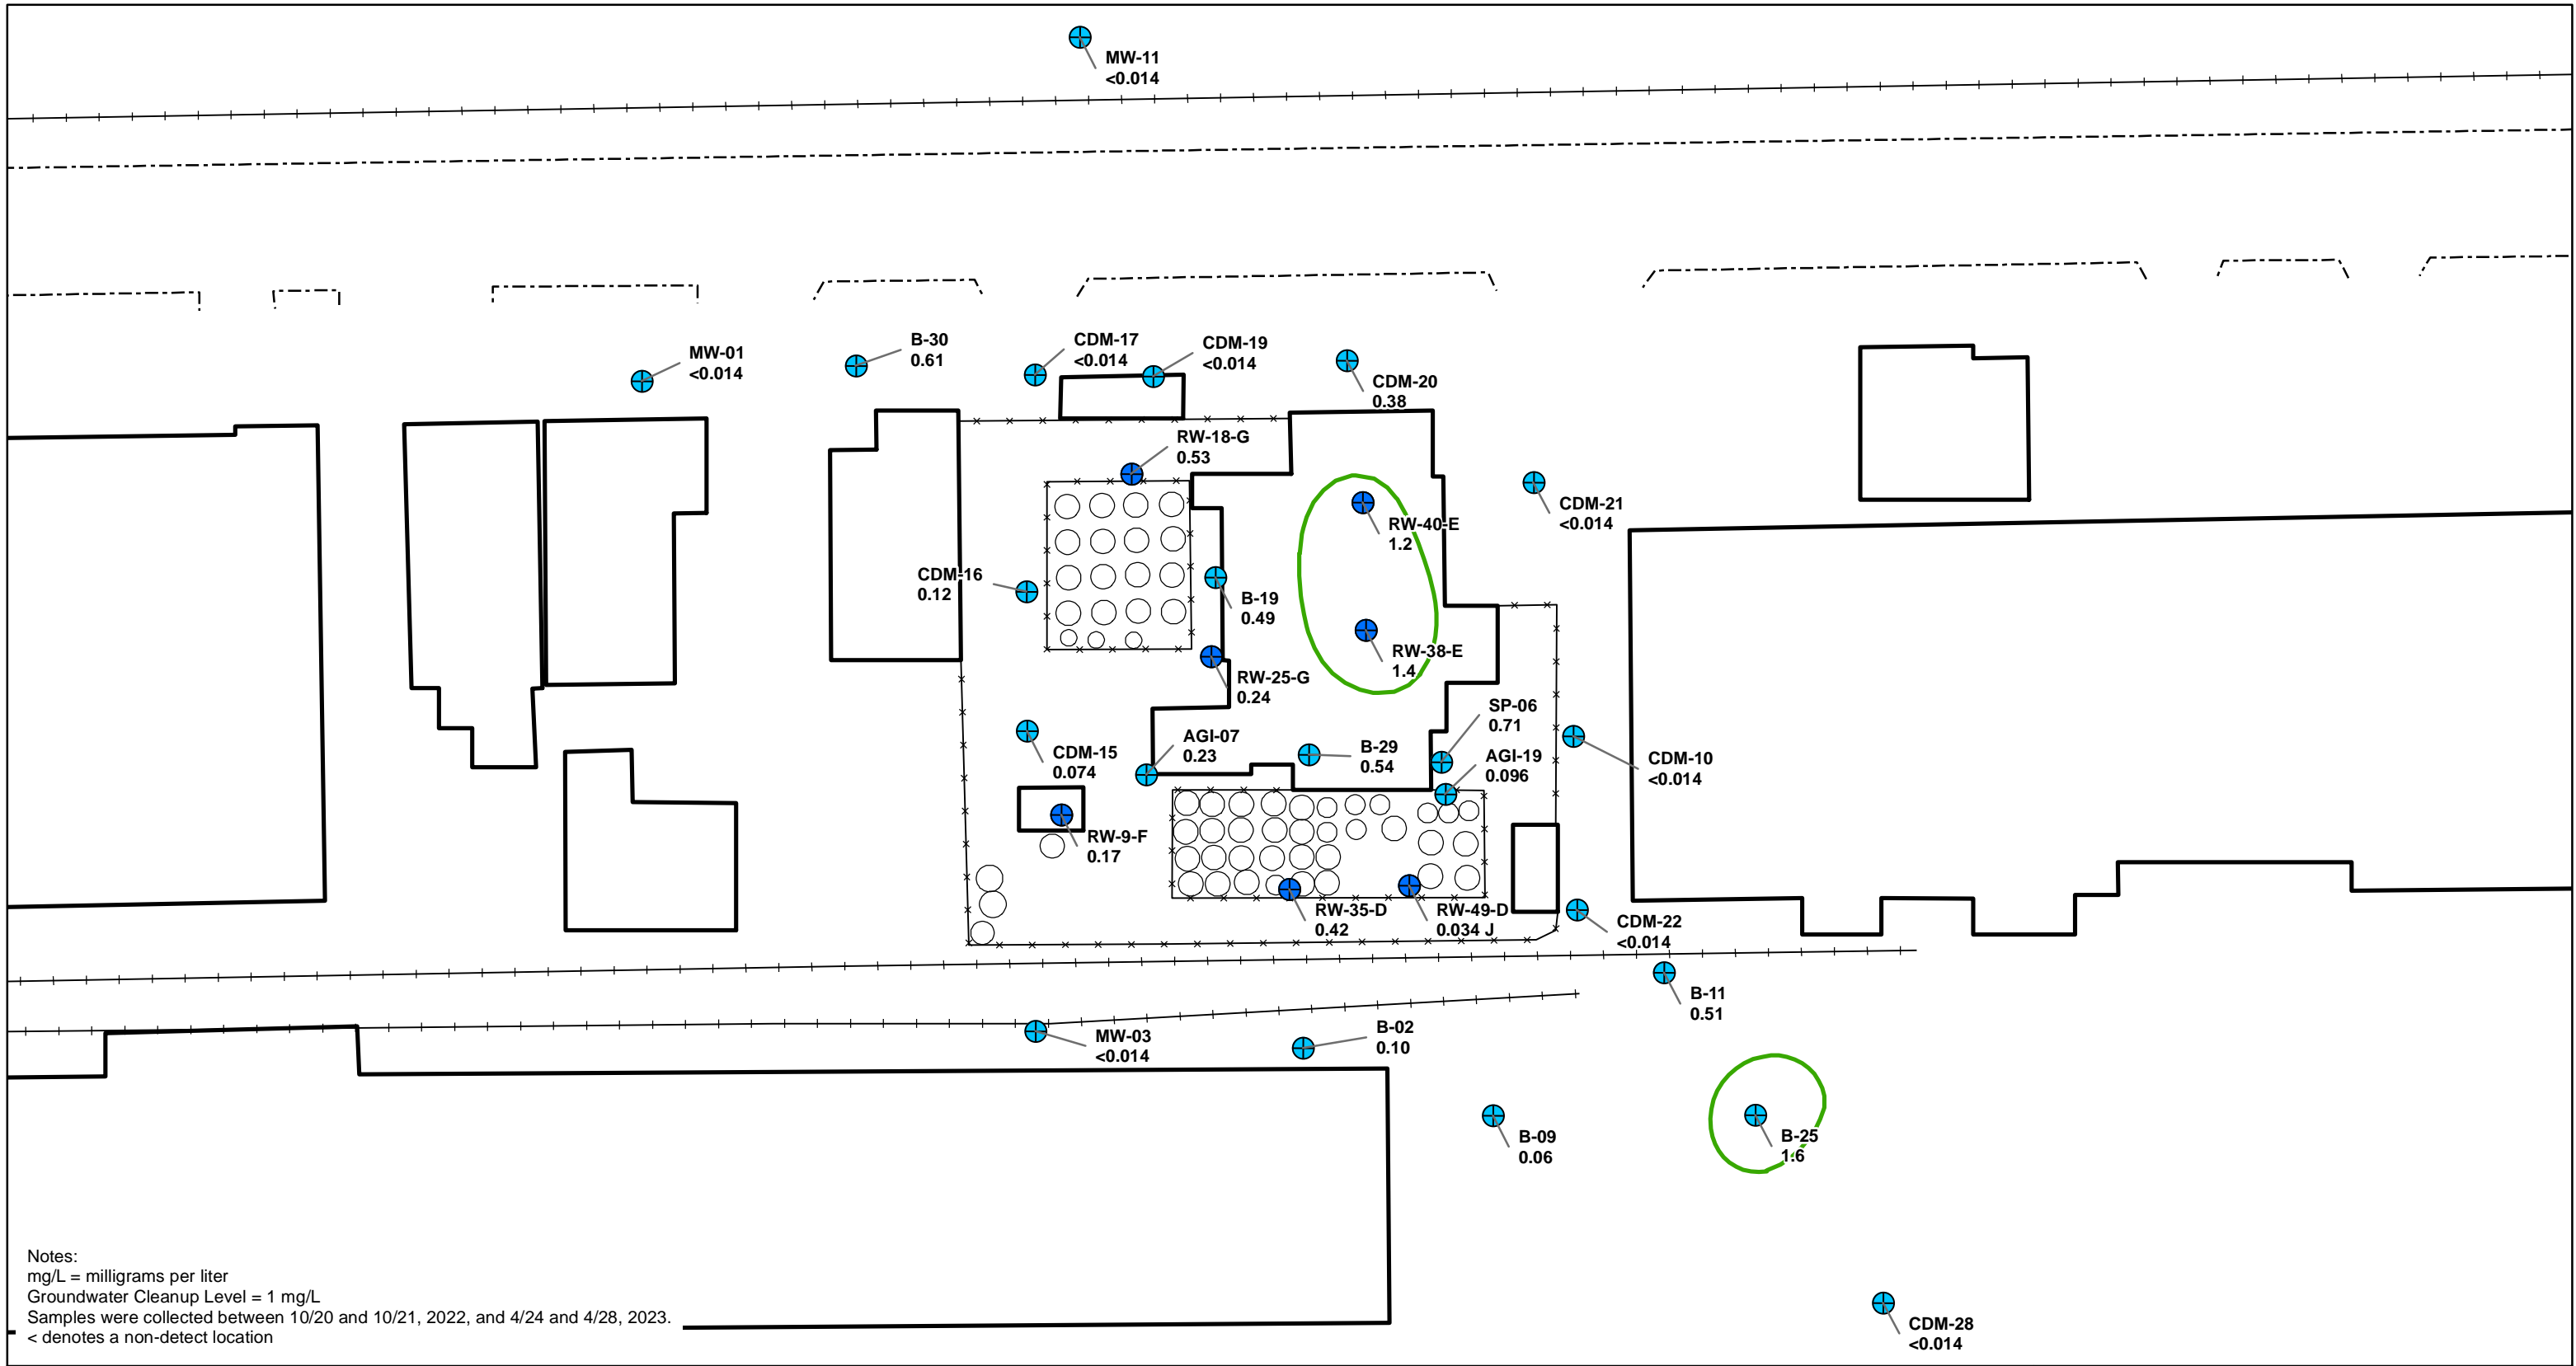 MW-11
<0.014
MW-01
<0.014
B-30
0.61
CDM-17
<0.014
CDM-19
<0.014
CDM-20
0.38
RW-18-G
0.53
CDM-21
<0.014
RW-40-E
1.2
CDM-16
0.12
B-19
0.49
RW-38-E
1.4
RW-25-G
0.24
SP-06
0.71
CDM-15
0.074
AGI-07
0.23
B-29
0.54
AGI-19
0.096
CDM-10
<0.014
RW-9-F
0.17
RW-35-D
0.42
RW-49-D
0.034 J
CDM-22
<0.014
B-11
0.51
MW-03
<0.014
B-02
0.10
B-09
0.06
B-25
1.6
CDM-28
<0.014
Notes:
mg/L = milligrams per liter
Groundwater Cleanup Level = 1 mg/L
Samples were collected between 10/20 and 10/21, 2022, and 4/24 and 4/28, 2023.
< denotes a non-detect location